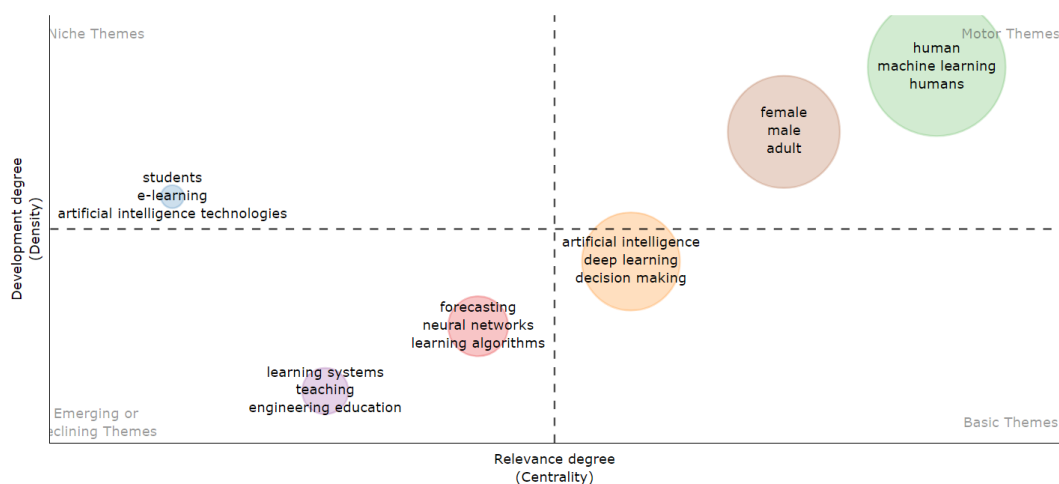 Niche Themes
Motor Themes
human
machine learning
humans
female
male
adult
students
e-learning
artificial intelligence technologies
artificial intelligence
deep learning
decision making
forecasting
neural networks
learning algorithms
learning systems
teaching
engineering education
Emerging or
eclining Themes
Basic Themes
Development degree
(Density)
Relevance degree
(Centrality)